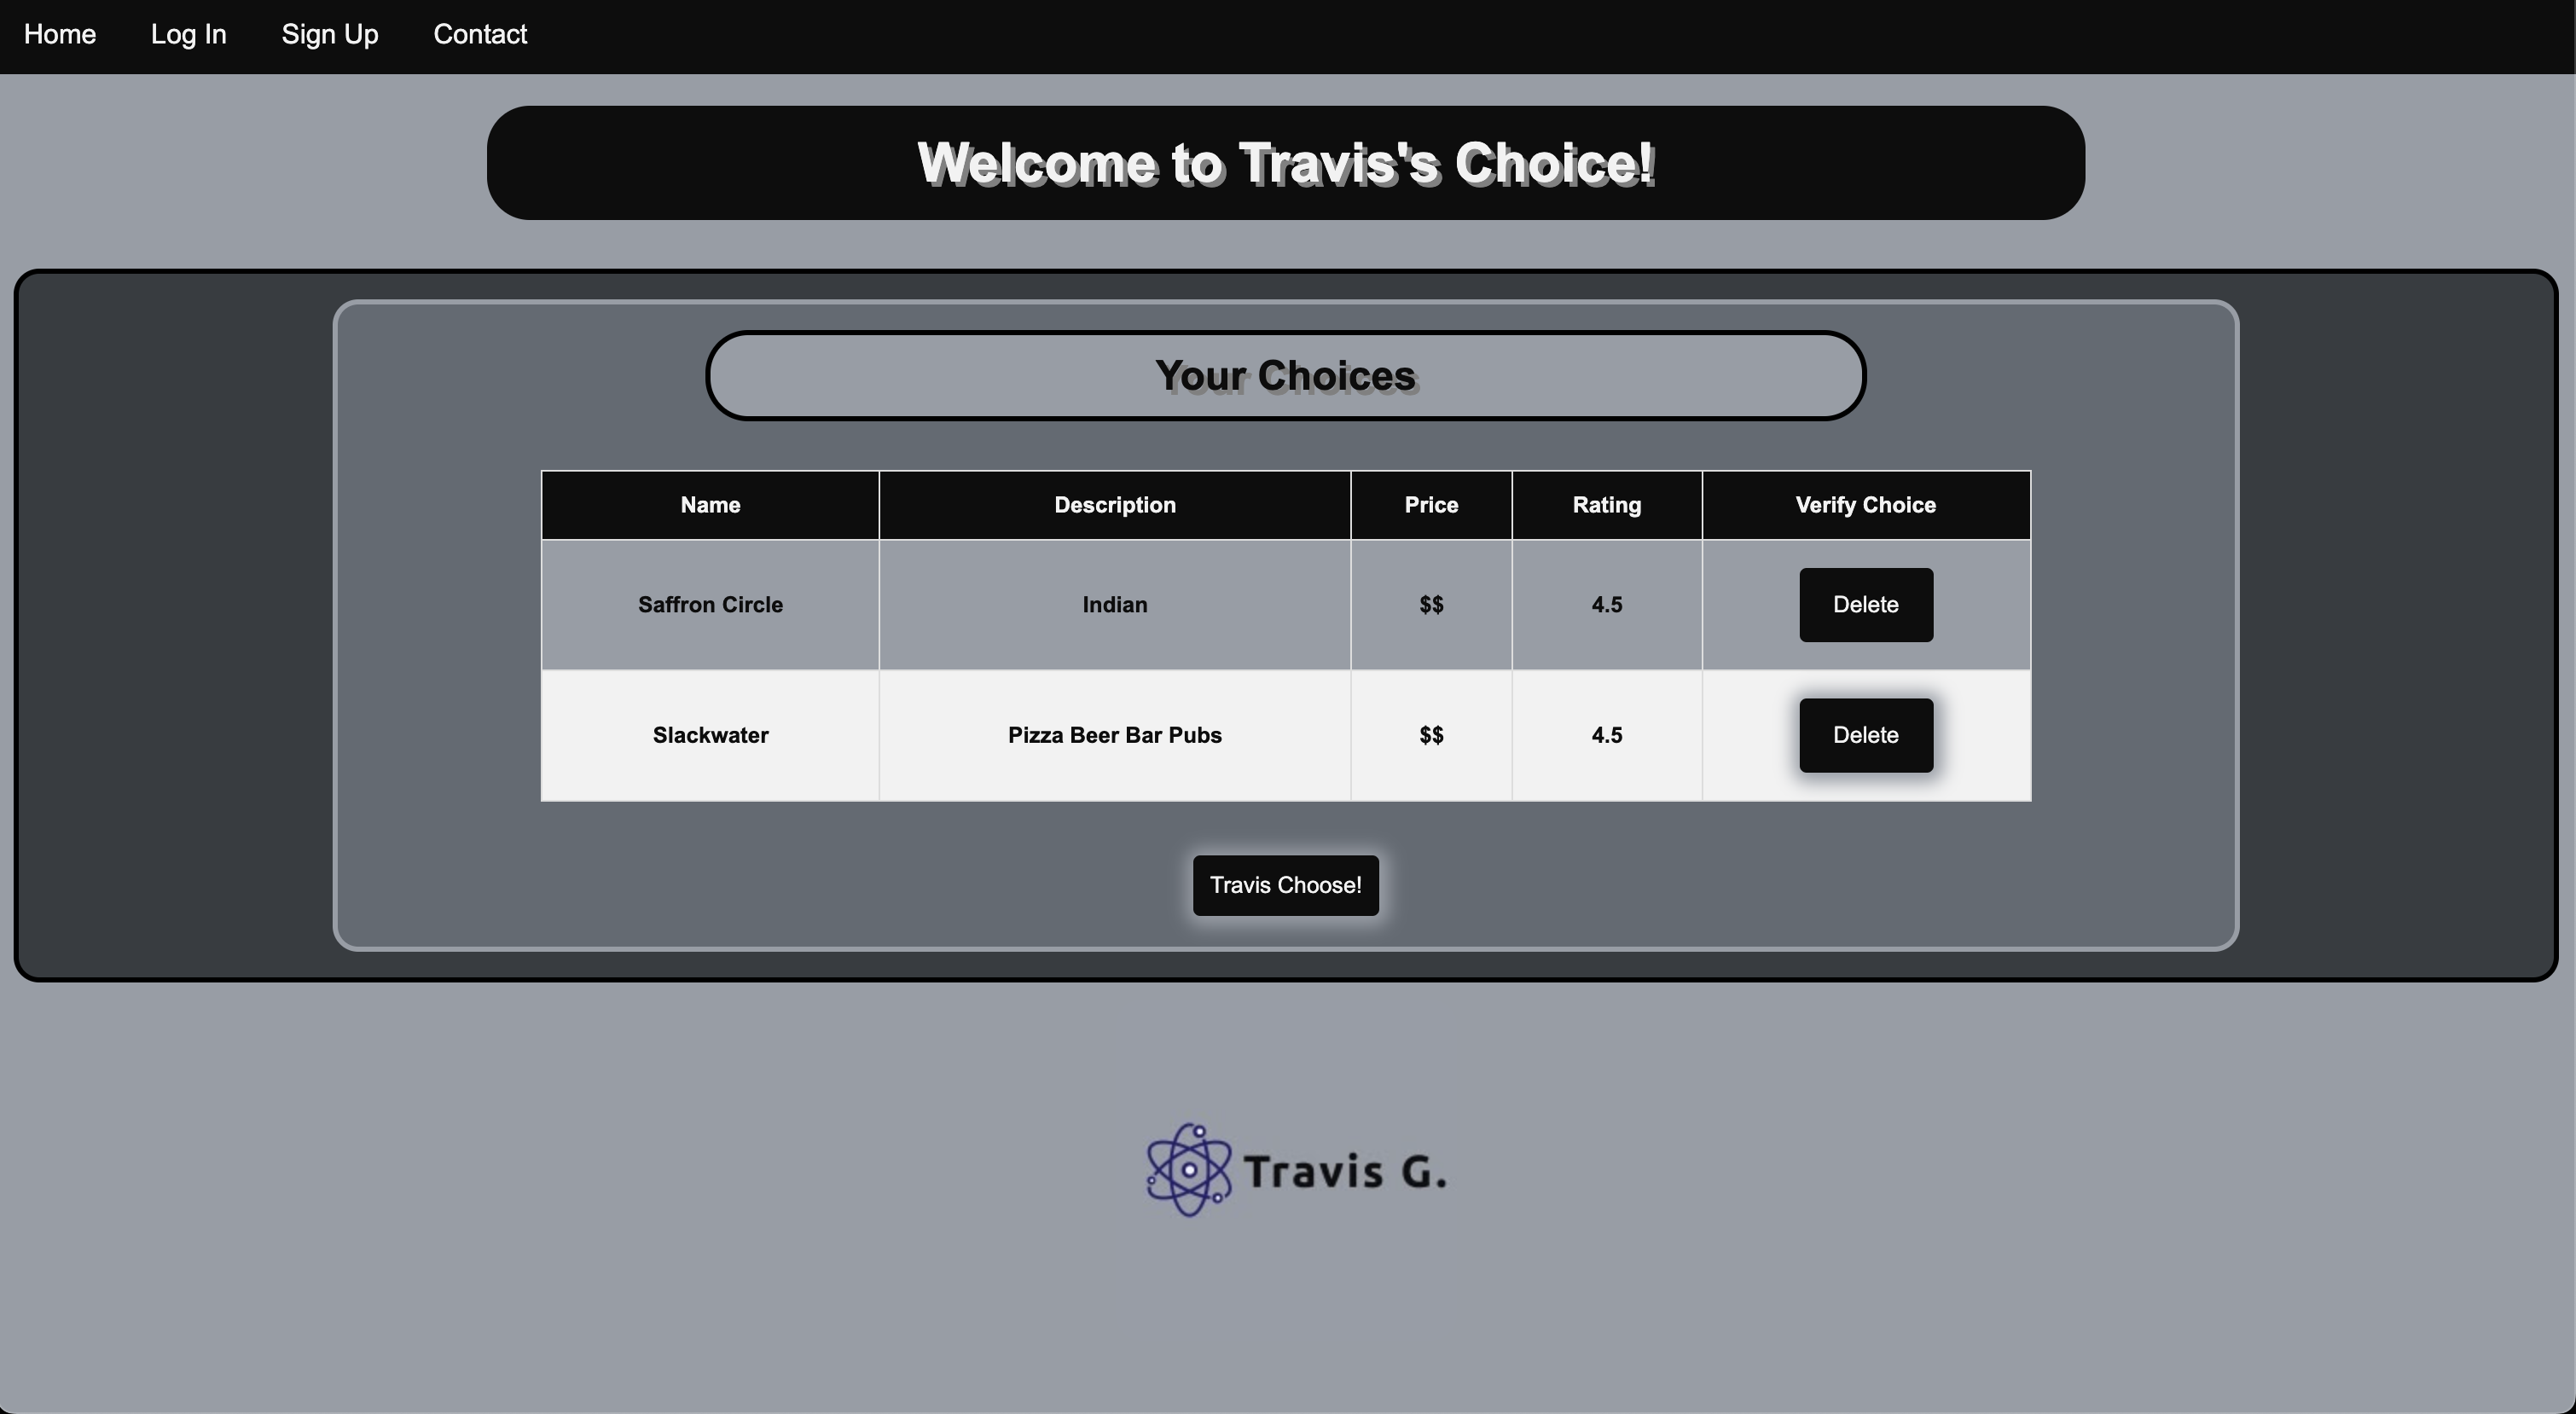 Home Log In Sign Up Contact
Welcome to Travis's Choice!
Your Choices
Name Description Price Rating Verify Choice
Saffron Circle Indian $$ 4.5 Delete
Slackwater Pizza Beer Bar Pubs $$ 4.5 Delete
Travis Choose!
Travis G.